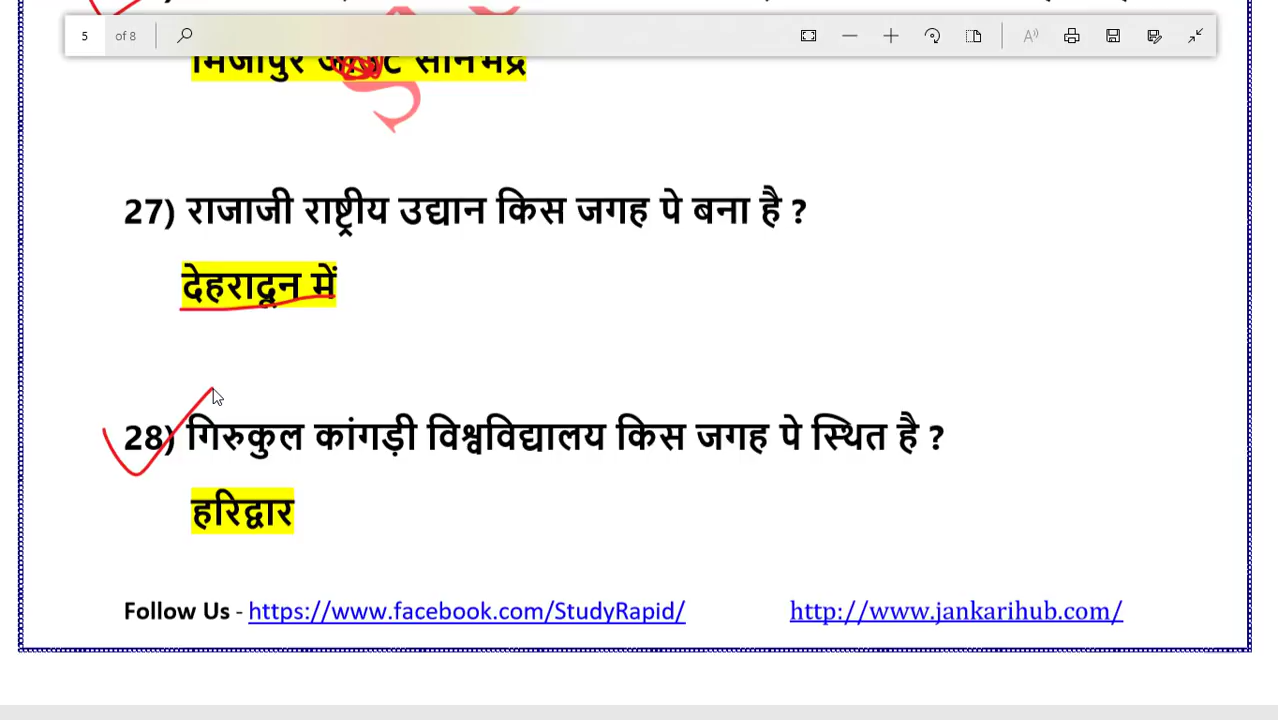 5 of 8
सोनभद्र
27) राजाजी राष्ट्रीय उद्यान किस जगह पे बना है ?
देहरादून में
28) गिरुकुल कांगड़ी विश्वविद्यालय किस जगह पे स्थित है ?
हरिद्वार
Follow Us - https://www.facebook.com/StudyRapid/ http://www.jankarihub.com/